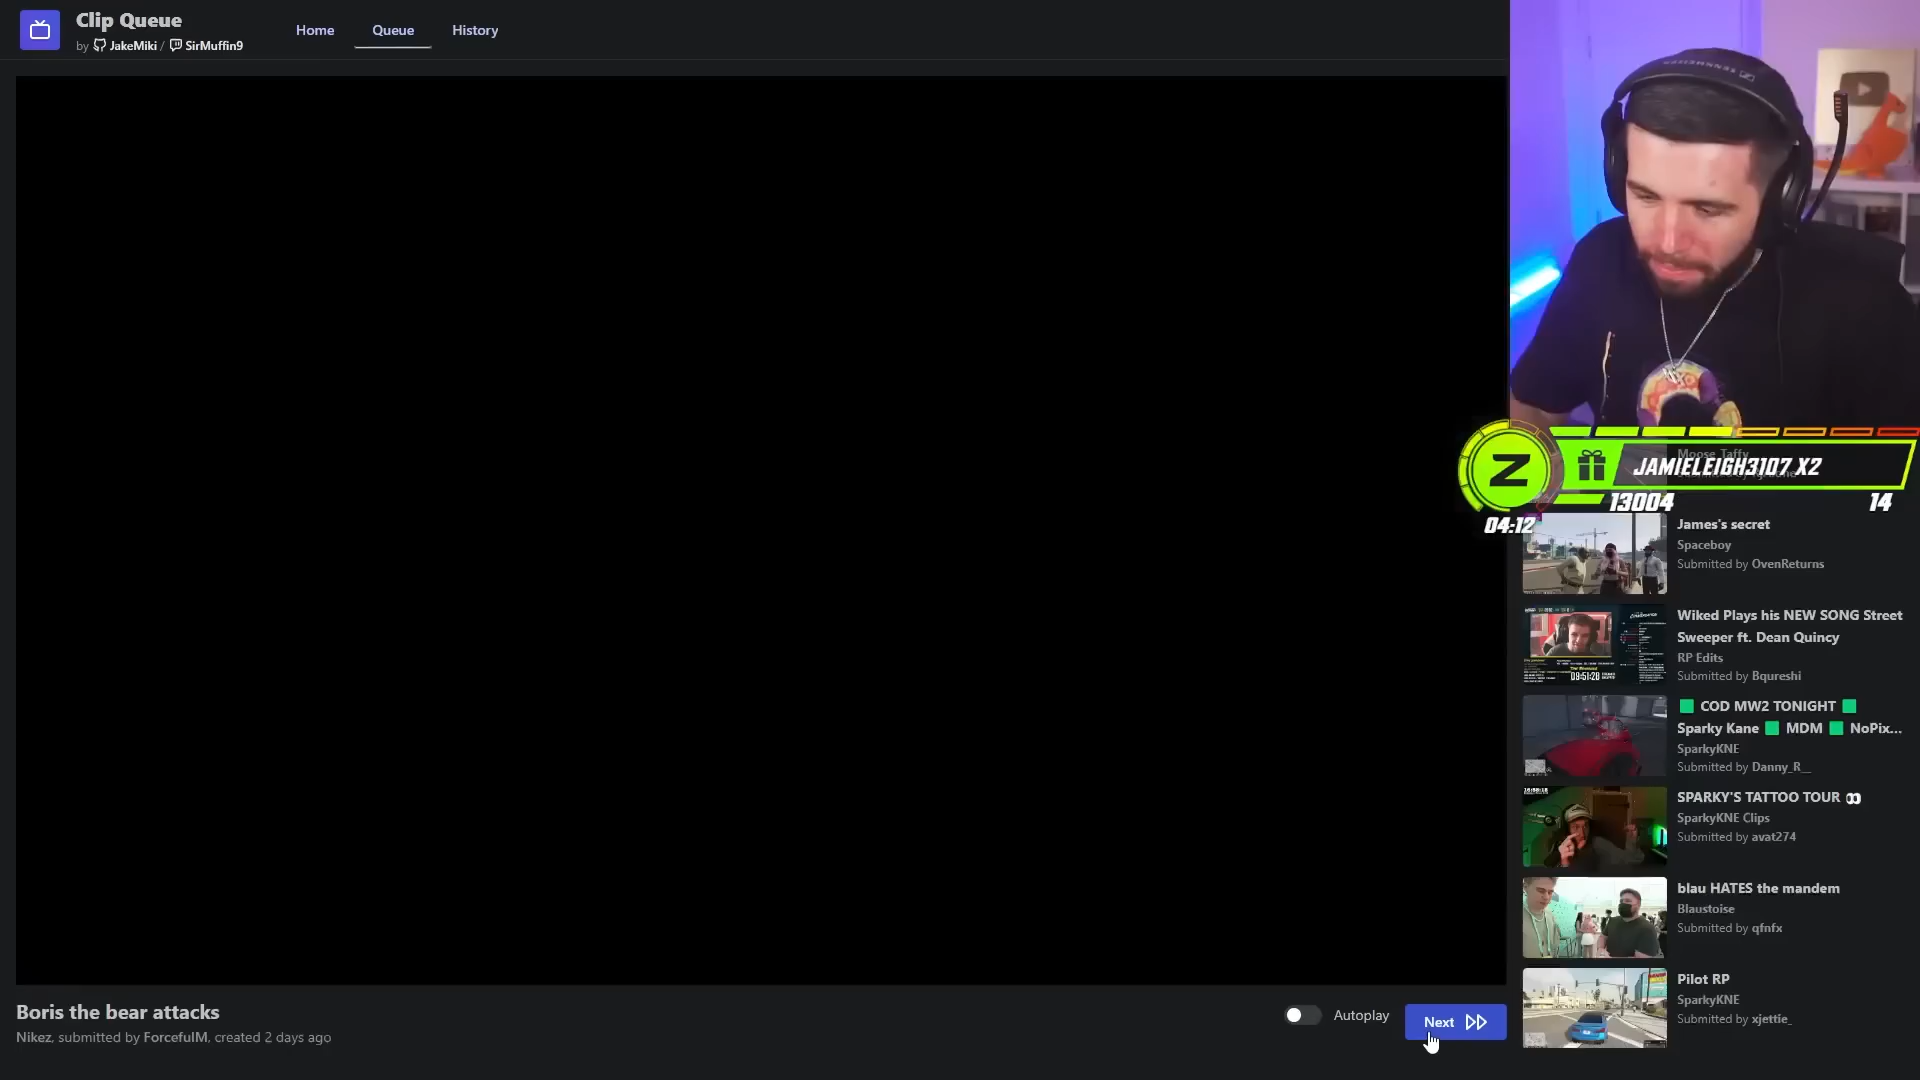 Clip Queue
by JakeMiki / SirMuffin9
Home
Queue
History
SENNHEISER
Moose Taffy
JAMIELEIGH3107 X2
13004
14
04:12
Z
James's secret
Spaceboy
Submitted by OvenReturns
Wiked Plays his NEW SONG Street
Sweeper ft. Dean Quincy
RP Edits
Submitted by Bqureshi
COD MW2 TONIGHT
Sparky Kane MDM NoPix...
SparkyKNE
Submitted by Danny_R__
SPARKY'S TATTOO TOUR 👀
SparkyKNE Clips
Submitted by avat274
blau HATES the mandem
Blaustoise
Submitted by qfnfx
Pilot RP
SparkyKNE
Submitted by xjettie_
Boris the bear attacks
Nikez, submitted by ForcefulM, created 2 days ago
Autoplay
Next